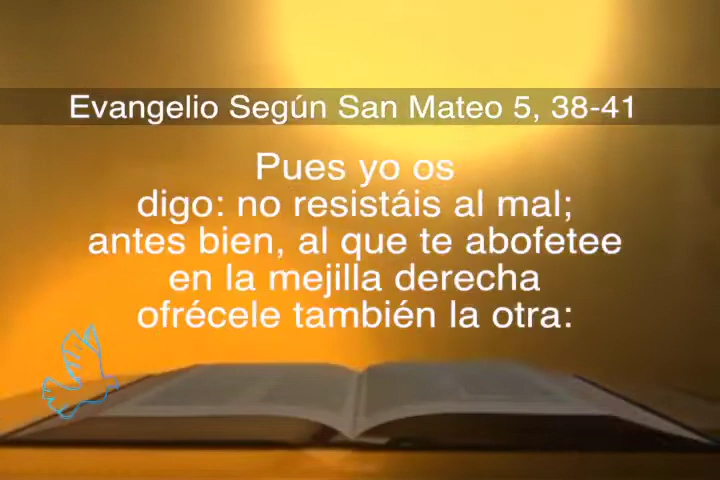 Evangelio Según San Mateo 5, 38-41
Pues yo os
digo: no resistáis al mal;
antes bien, al que te abofetee
en la mejilla derecha
ofrécele también la otra: